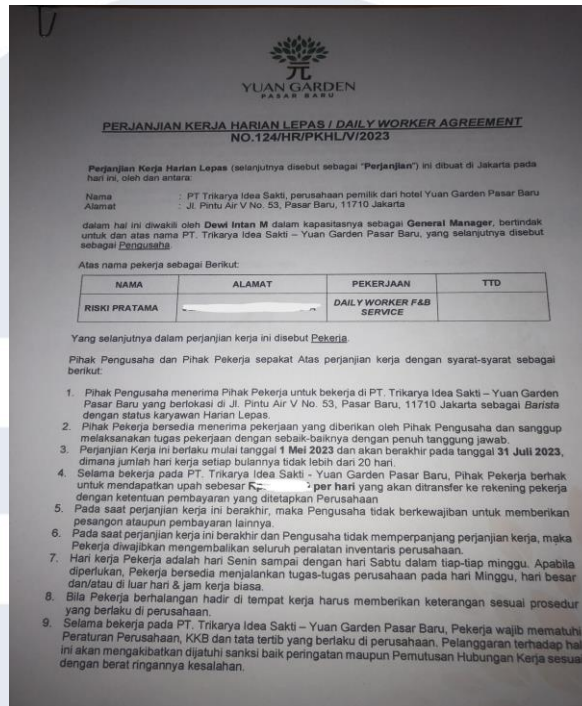 YUAN GARDEN
PASAR BARU
PERJANJIAN KERJA HARIAN LEPAS / DAILY WORKER AGREEMENT
NO.124/HR/PKHL/V/2023
Perjanjian Kerja Harian Lepas (selanjutnya disebut sebagai "Perjanjian") ini dibuat di Jakarta pada
hari ini, oleh dan antara:
Nama : PT Trikarya Idea Sakti, perusahaan pemilik dari hotel Yuan Garden Pasar Baru
Alamat : Jl. Pintu Air V No. 53, Pasar Baru, 11710 Jakarta
dalam hal ini diwakili oleh Dewi Intan M dalam kapasitasnya sebagai General Manager, bertindak
untuk dan atas nama PT. Trikarya Idea Sakti – Yuan Garden Pasar Baru, yang selanjutnya disebut
sebagai Pengusaha.
Atas nama pekerja sebagai Berikut:
NAMA ALAMAT PEKERJAAN TTD
RISKI PRATAMA DAILY WORKER F&B
SERVICE
Yang selanjutnya dalam perjanjian kerja ini disebut Pekerja.
Pihak Pengusaha dan Pihak Pekerja sepakat Atas perjanjian kerja dengan syarat-syarat sebagai
berikut:
1. Pihak Pengusaha menerima Pihak Pekerja untuk bekerja di PT. Trikarya Idea Sakti – Yuan Garden
Pasar Baru yang berlokasi di Jl. Pintu Air V No. 53, Pasar Baru, 11710 Jakarta sebagai Barista
dengan status karyawan Harian Lepas.
2. Pihak Pekerja bersedia menerima pekerjaan yang diberikan oleh Pihak Pengusaha dan sanggup
melaksanakan tugas pekerjaan dengan sebaik-baiknya dengan penuh tanggung jawab.
3. Perjanjian Kerja ini berlaku mulai tanggal 1 Mei 2023 dan akan berakhir pada tanggal 31 Juli 2023,
dimana jumlah hari kerja setiap bulannya tidak lebih dari 20 hari.
4. Selama bekerja pada PT. Trikarya Idea Sakti - Yuan Garden Pasar Baru, Pihak Pekerja berhak
untuk mendapatkan upah sebesar per hari yang akan ditransfer ke rekening pekerja
dengan ketentuan pembayaran yang ditetapkan Perusahaan
5. Pada saat perjanjian kerja ini berakhir, maka Pengusaha tidak berkewajiban untuk memberikan
pesangon ataupun pembayaran lainnya.
6. Pada saat perjanjian kerja ini berakhir dan Pengusaha tidak memperpanjang perjanjian kerja, maka
Pekerja diwajibkan mengembalikan seluruh peralatan inventaris perusahaan.
7. Hari kerja Pekerja adalah hari Senin sampai dengan hari Sabtu dalam tiap-tiap minggu. Apabila
diperlukan, Pekerja bersedia menjalankan tugas-tugas perusahaan pada hari Minggu, hari besar
dan/atau di luar hari & jam kerja biasa.
8. Bila Pekerja berhalangan hadir di tempat kerja harus memberikan keterangan sesuai prosedur
yang berlaku di perusahaan.
9. Selama bekerja pada PT. Trikarya Idea Sakti – Yuan Garden Pasar Baru, Pekerja wajib mematuhi
Peraturan Perusahaan, KKB dan tata tertib yang berlaku di perusahaan. Pelanggaran terhadap hal
ini akan mengakibatkan dijatuhi sanksi baik peringatan maupun Pemutusan Hubungan Kerja sesuai
dengan berat ringannya kesalahan.